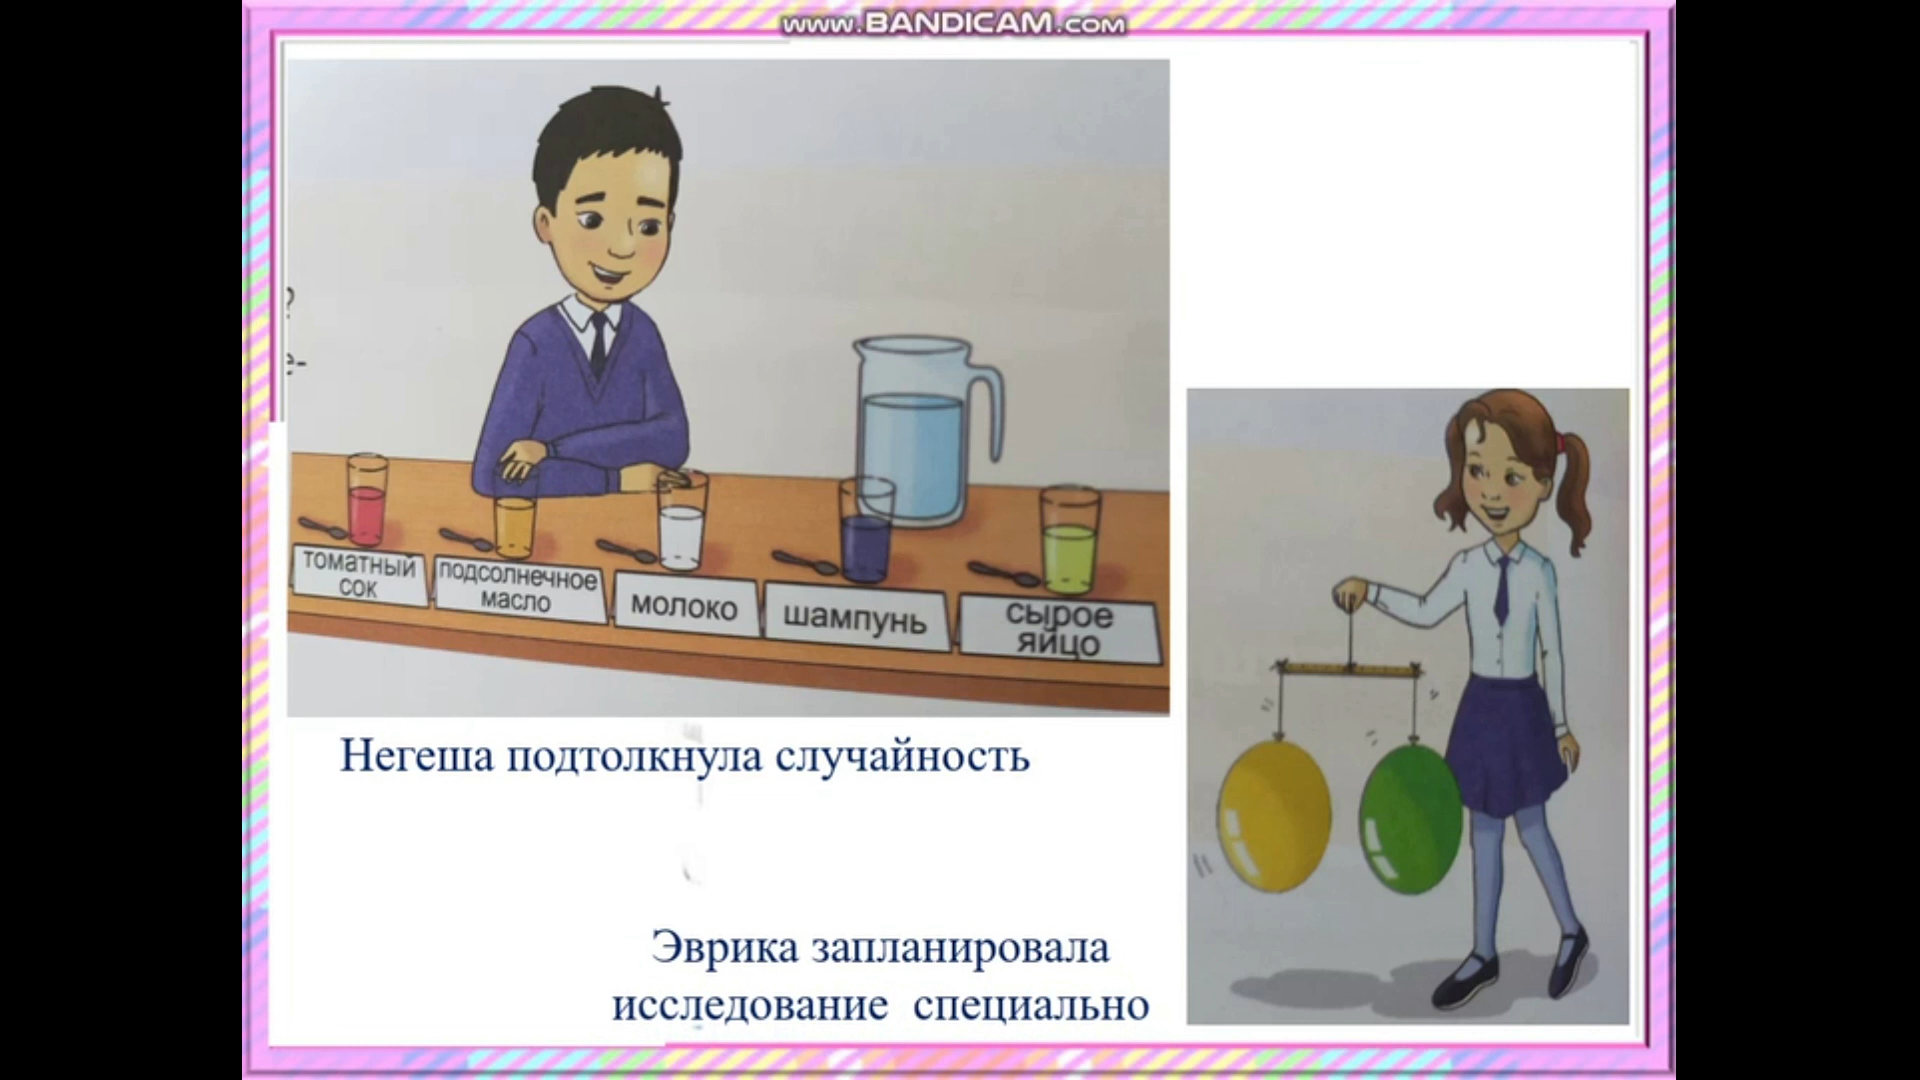 www.BANDICAM.com
?
е-
томатный
сок
подсолнечное
масло
молоко
шампунь
сырое
яйцо
Негеша подтолкнула случайность
Эврика запланировала
исследование специально